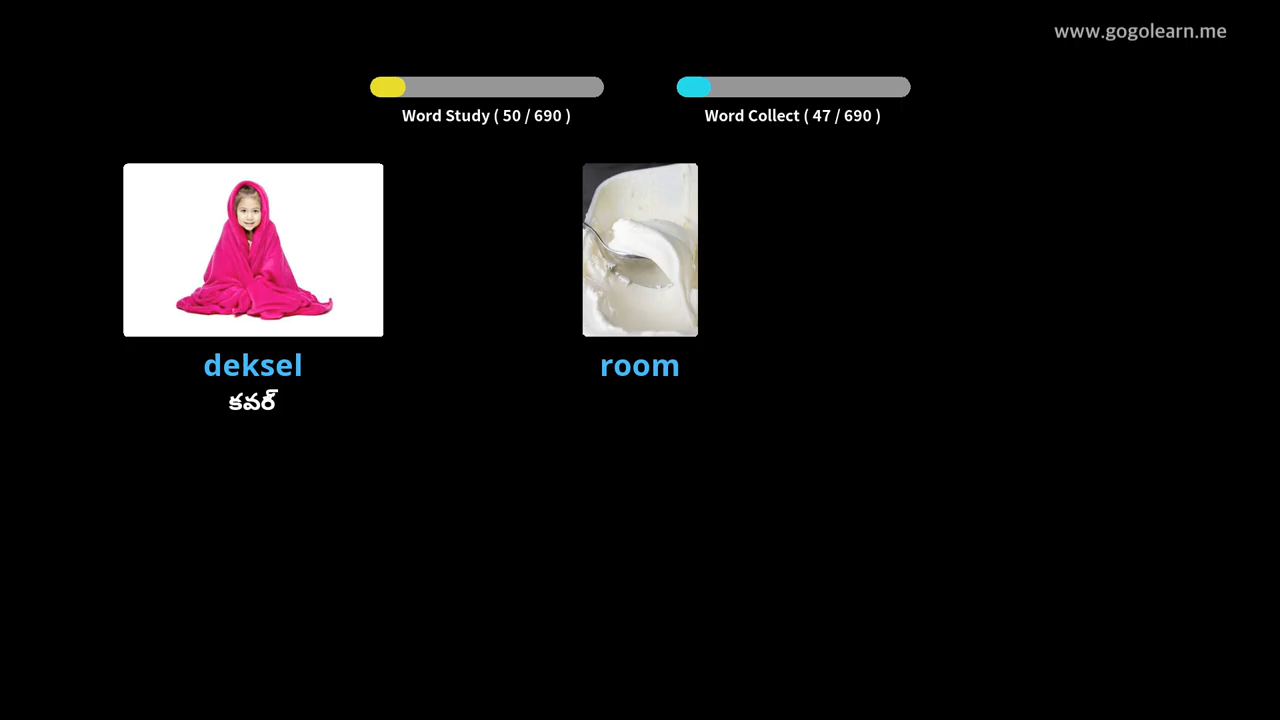 www.gogolearn.me
Word Study ( 50 / 690 )
Word Collect ( 47 / 690 )
deksel
room
కవర్